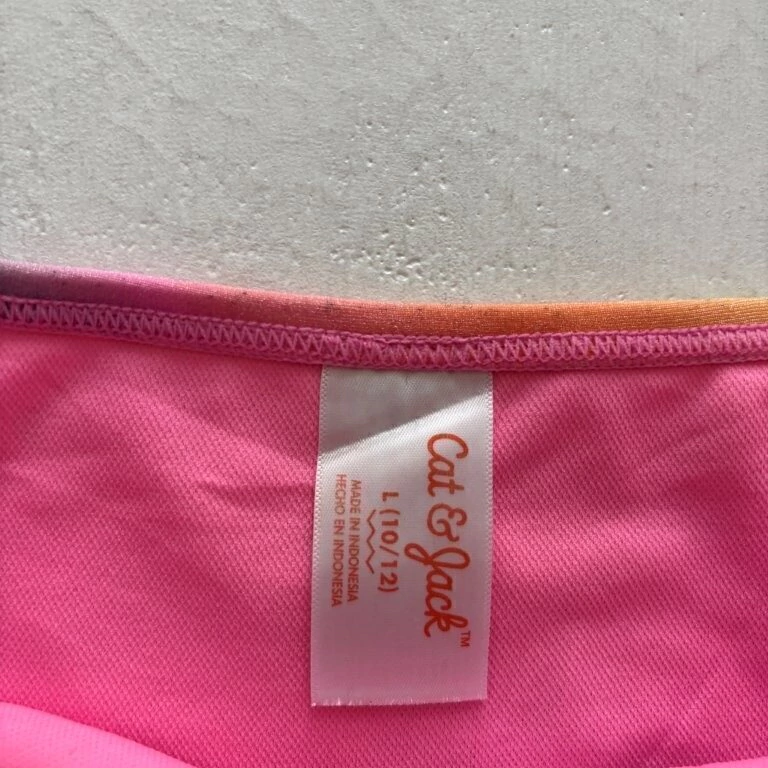 Cat & Jack™
L (10/12)
MADE IN INDONESIA
HECHO EN INDONESIA